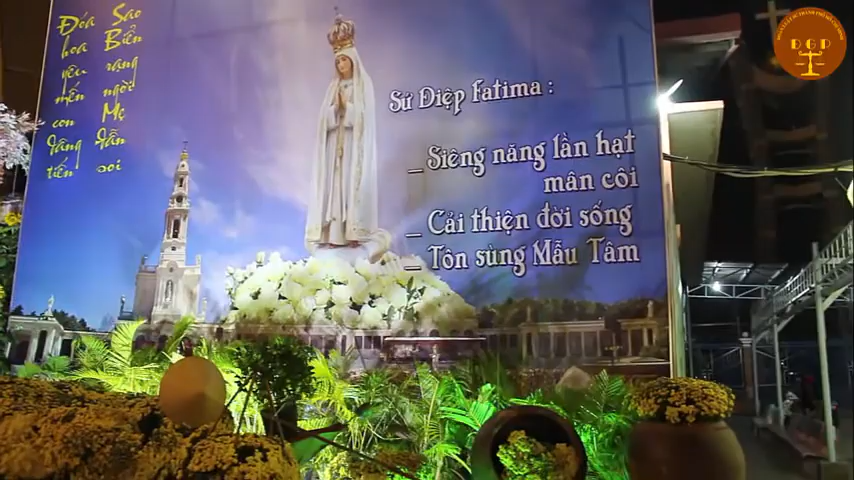 Đóa
hoa
yêu
mến
con
dâng
tiến
Sao
Biển
rạng
ngời
Mẹ
dẫn
soi
Sứ Điệp Fatima :
_ Siêng năng lần hạt
mân côi
_ Cải thiện đời sống
_ Tôn sùng Mẫu Tâm
ĐGP